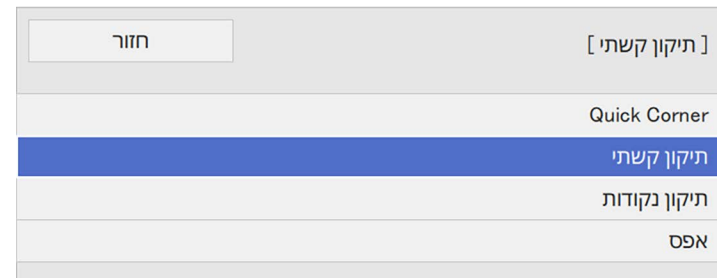 [ תיקון קשתי ]
חזור
Quick Corner
תיקון קשתי
תיקון נקודות
אפס